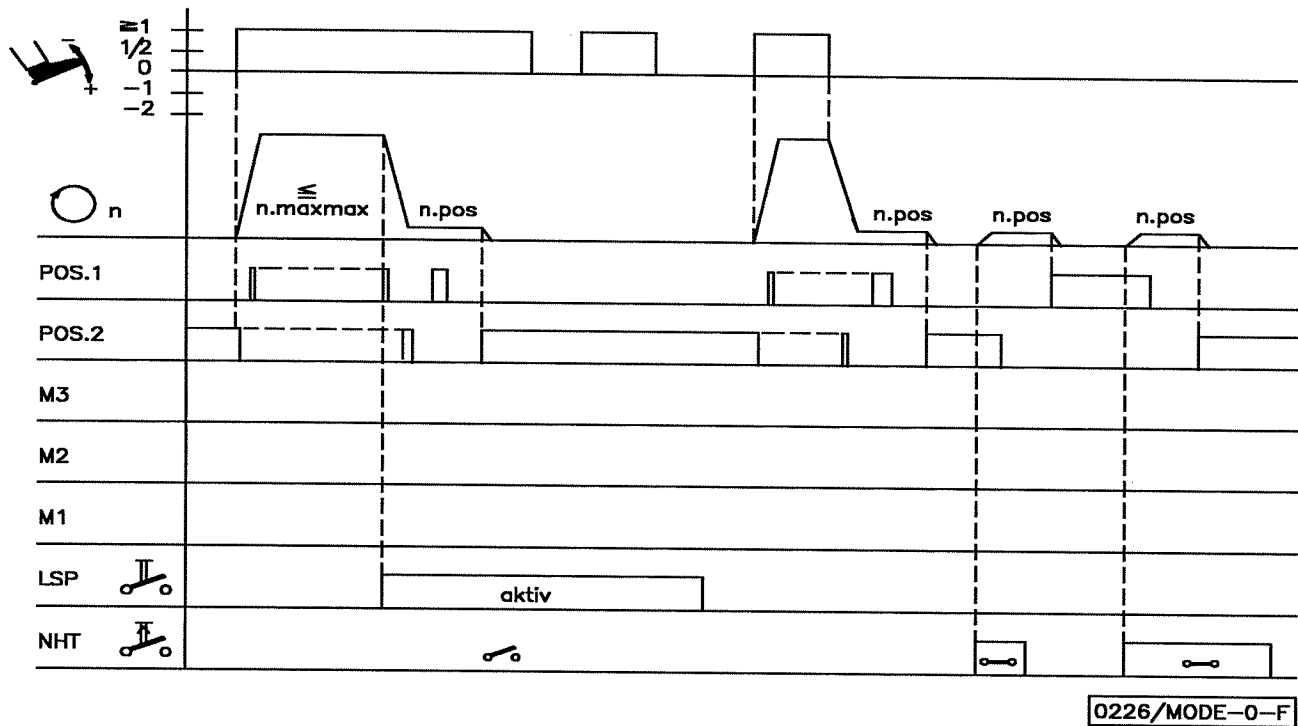 ≧1
1/2
0
-1
-2
− +
n
≦
n.maxmax
n.pos
n.pos
n.pos
n.pos
POS.1
POS.2
M3
M2
M1
LSP
aktiv
NHT
0226/MODE-0-F